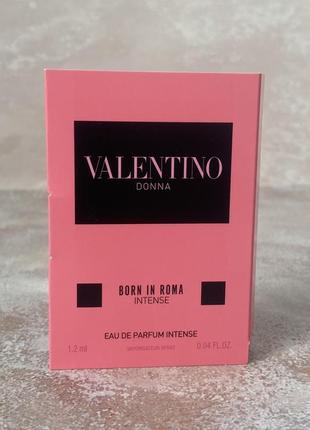 VALENTINO
DONNA
BORN IN ROMA
INTENSE
EAU DE PARFUM INTENSE
1.2 ml VAPORISATEUR SPRAY 0.04 FL.OZ.